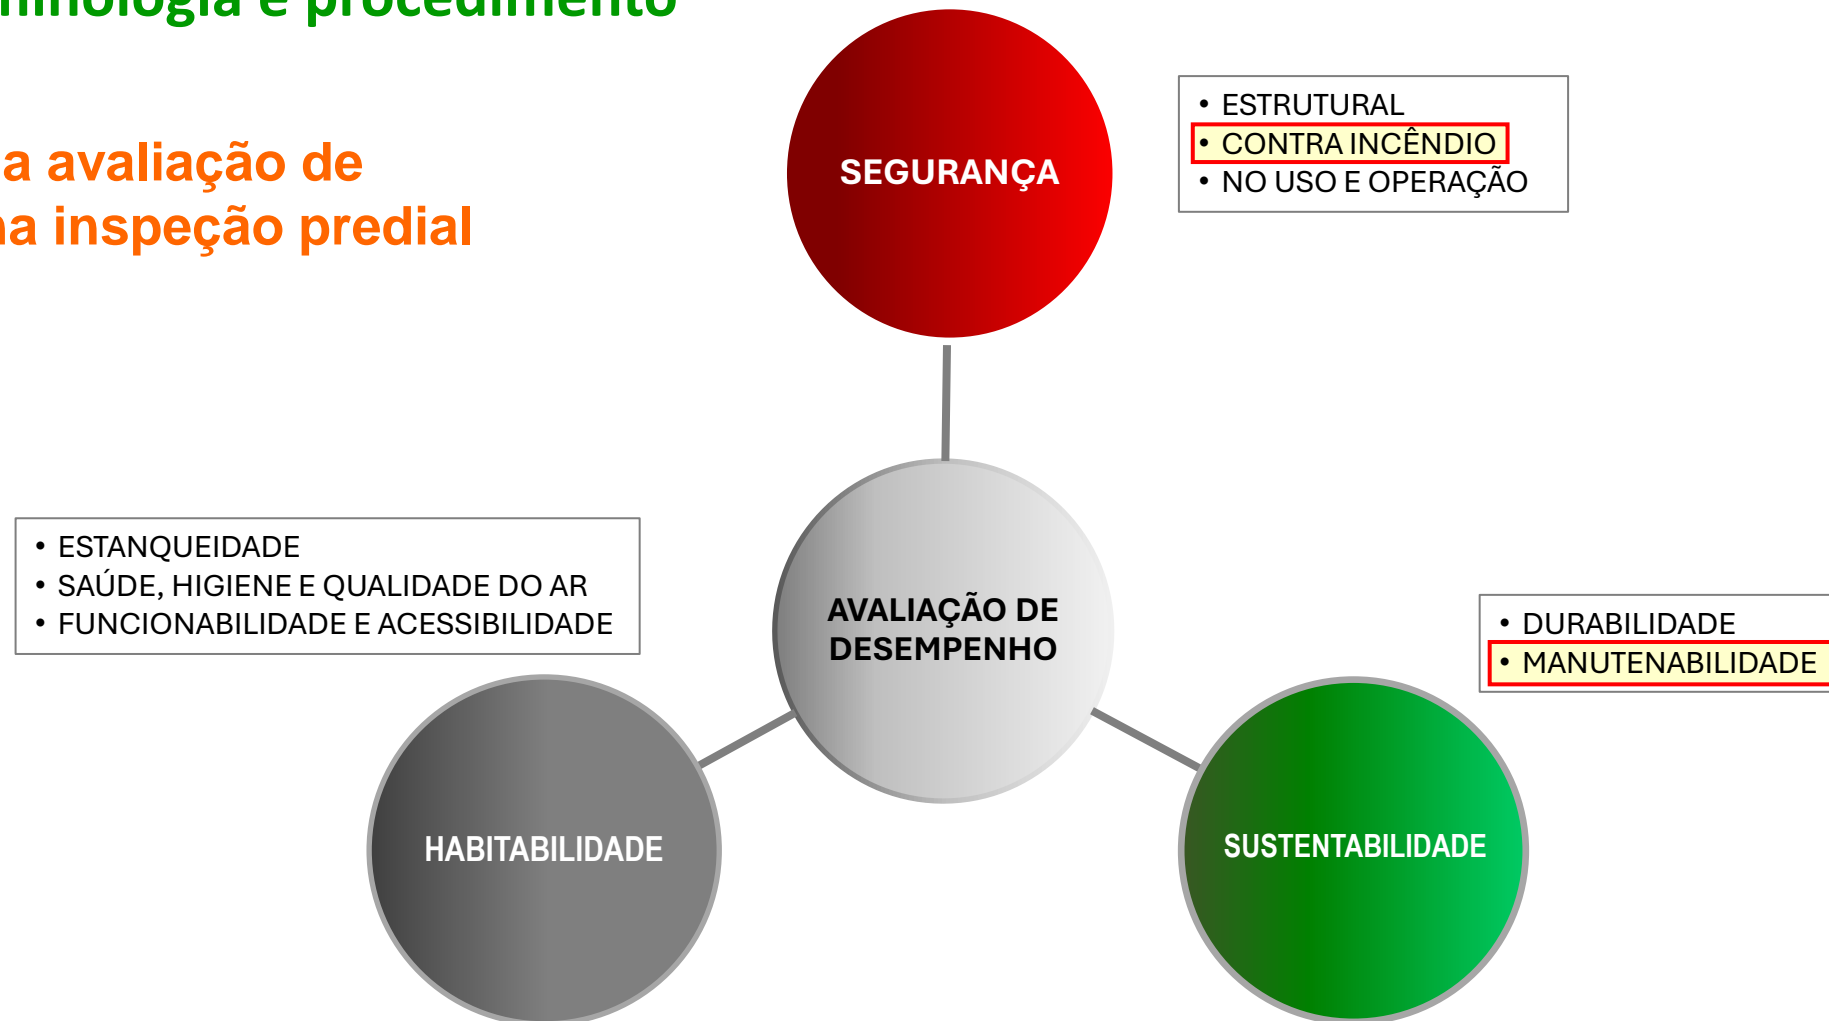 e procedimento
a avaliação de
inspeção predial
SEGURANÇA
• ESTRUTURAL
• CONTRA INCÊNDIO
• NO USO E OPERAÇÃO
• ESTANQUEIDADE
• SAÚDE, HIGIENE E QUALIDADE DO AR
• FUNCIONABILIDADE E ACESSIBILIDADE
AVALIAÇÃO DE
DESEMPENHO
• DURABILIDADE
• MANUTENABILIDADE
HABITABILIDADE
SUSTENTABILIDADE